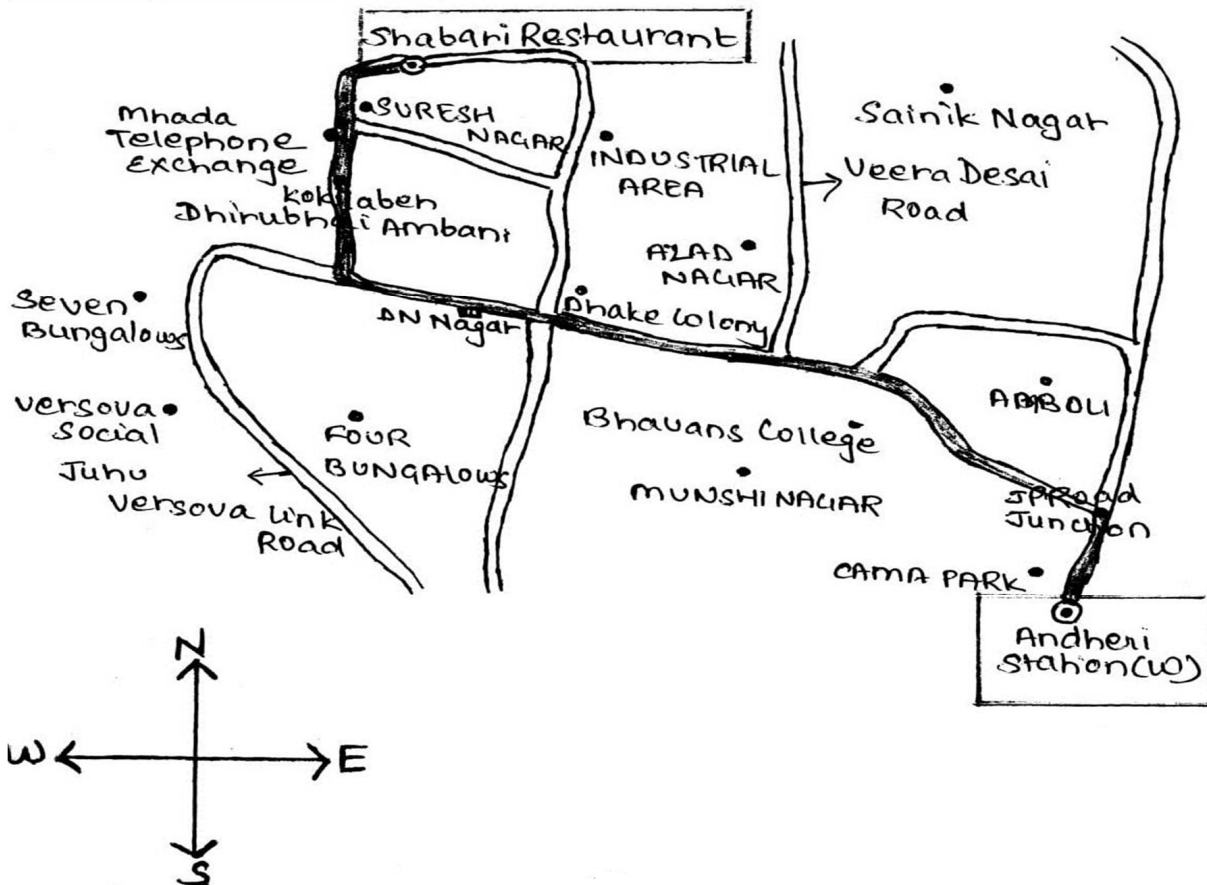 Shabari Restaurant
SURESH
NAGAR
Mhada
Telephone
Exchange
Kokilaben
Dhirubhai Ambani
INDUSTRIAL
AREA
Sainik Nagar
Veera Desai
Road
AZAD
NAGAR
Seven
Bungalows
DN Nagar
Dhake Colony
Versova
Social
FOUR
BUNGALOWS
Bhavans College
AMBOLI
Juhu
Versova Link
Road
MUNSHI NAGAR
JP Road
Junction
CAMA PARK
Andheri
Station (W)
N
W
E
S